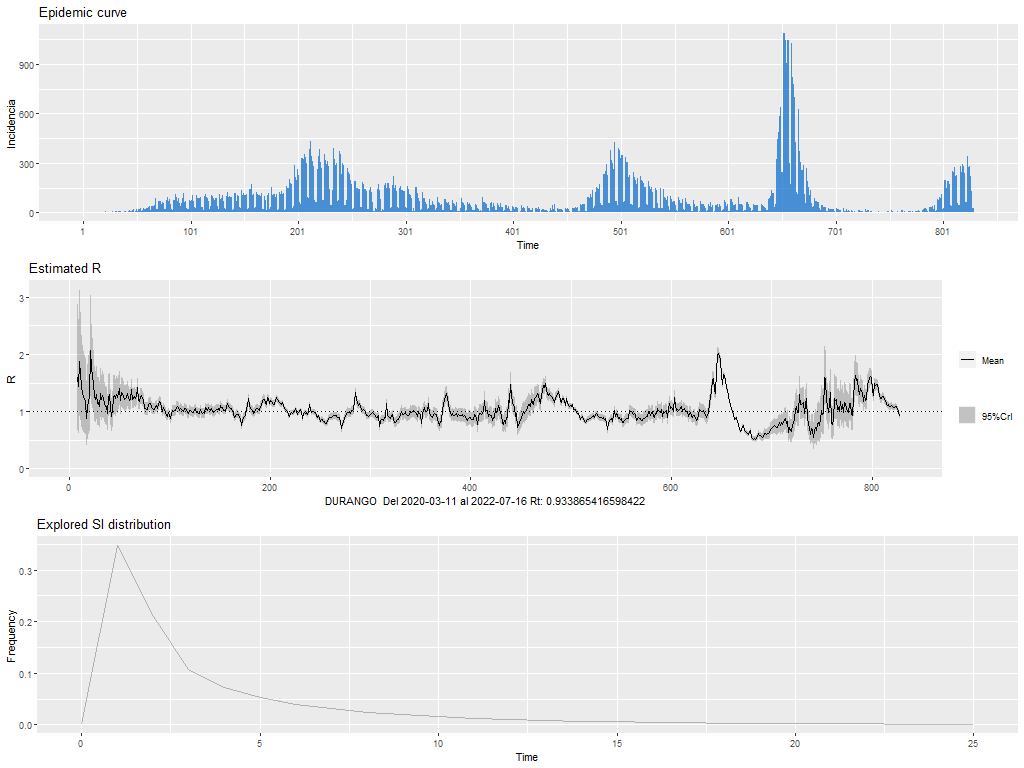 Epidemic curve
Incidencia
900
600
300
0
1
101
201
301
401
501
601
701
801
Time
Estimated R
R
3
2
1
0
0
200
400
600
800
Mean
95%CrI
DURANGO Del 2020-03-11 al 2022-07-16 Rt: 0.933865416598422
Explored SI distribution
Frequency
0.3
0.2
0.1
0.0
0
5
10
15
20
25
Time